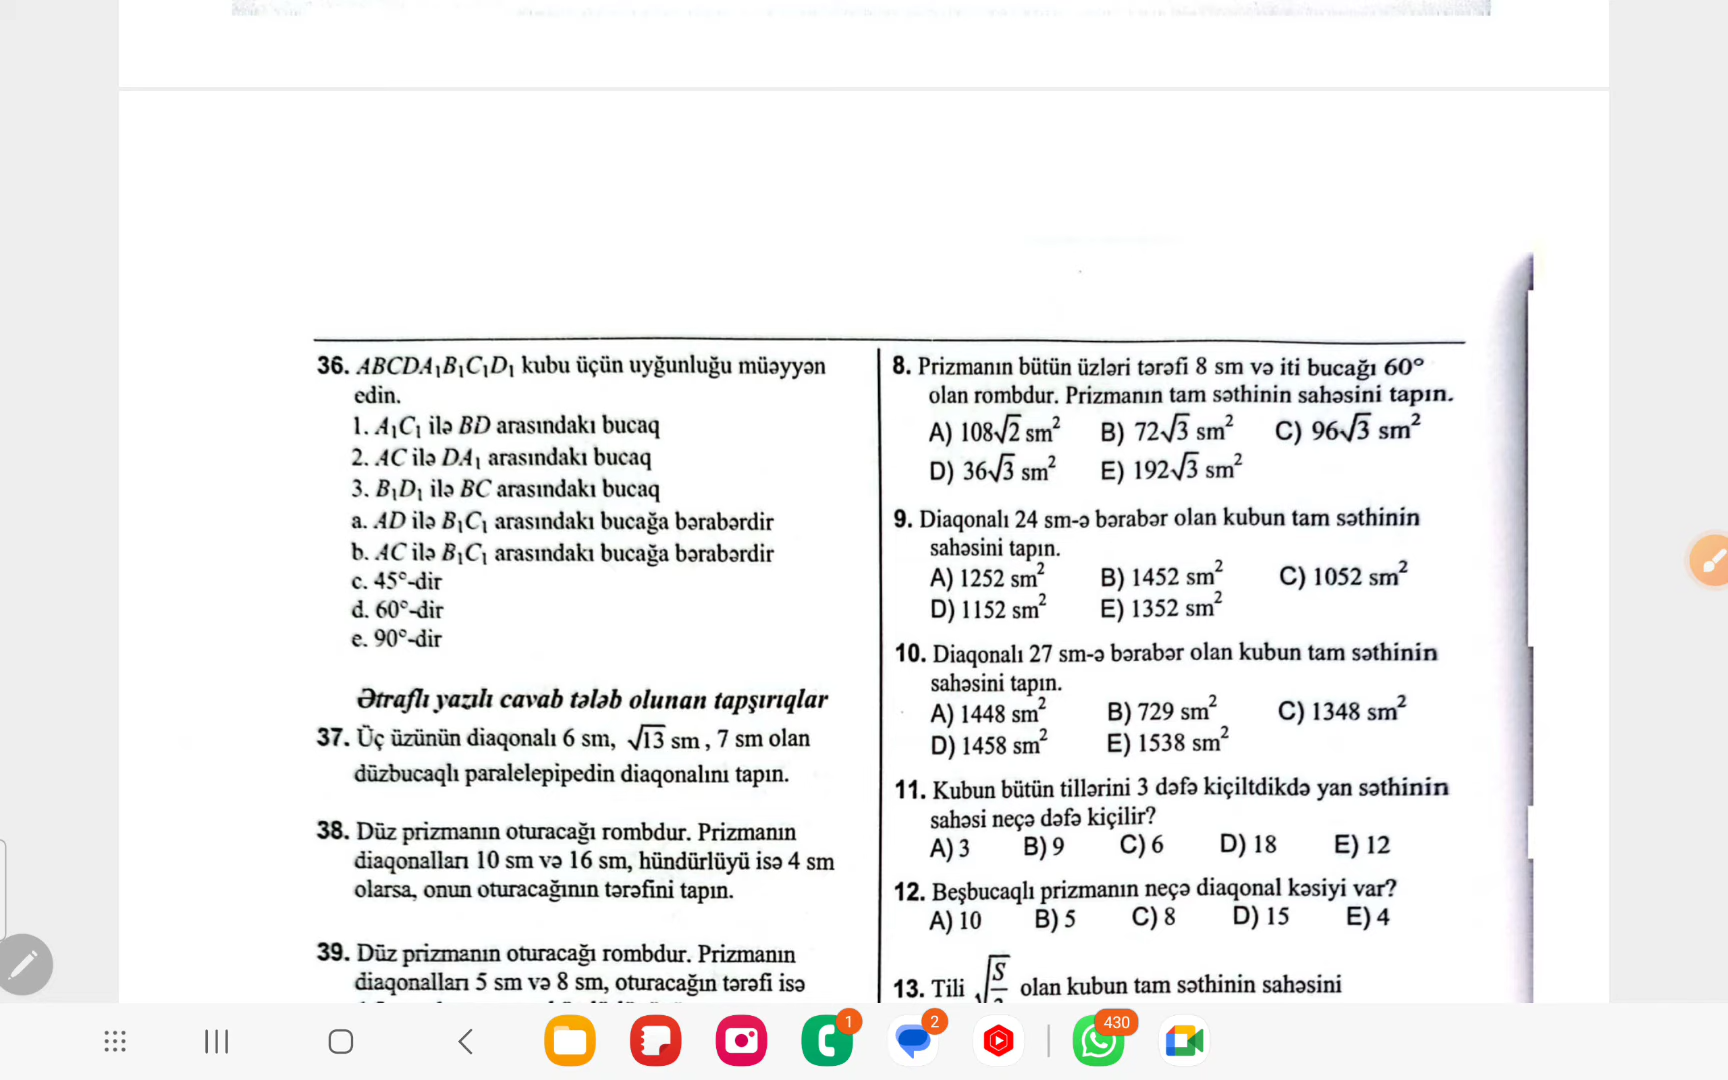 36. ABCDA₁B₁C₁D₁ kubu üçün uyğunluğu müəyyən
edin.
1. A₁C₁ ilə BD arasındakı bucaq
2. AC ilə DA₁ arasındakı bucaq
3. B₁D₁ ilə BC arasındakı bucaq
a. AD ilə B₁C₁ arasındakı bucağa bərabərdir
b. AC ilə B₁C₁ arasındakı bucağa bərabərdir
c. 45°-dir
d. 60°-dir
e. 90°-dir
Ətraflı yazılı cavab tələb olunan tapşırıqlar
37. Üç üzünün diaqonalı 6 sm, √13 sm , 7 sm olan
düzbucaqlı paralelepipedin diaqonalını tapın.
38. Düz prizmanın oturacağı rombdur. Prizmanın
diaqonalları 10 sm və 16 sm, hündürlüyü isə 4 sm
olarsa, onun oturacağının tərəfini tapın.
39. Düz prizmanın oturacağı rombdur. Prizmanın
diaqonalları 5 sm və 8 sm, oturacağın tərəfi isə
8. Prizmanın bütün üzləri tərəfi 8 sm və iti bucağı 60°
olan rombdur. Prizmanın tam səthinin sahəsini tapın.
A) 108√2 sm² B) 72√3 sm² C) 96√3 sm²
D) 36√3 sm² E) 192√3 sm²
9. Diaqonalı 24 sm-ə bərabər olan kubun tam səthinin
sahəsini tapın.
A) 1252 sm² B) 1452 sm² C) 1052 sm²
D) 1152 sm² E) 1352 sm²
10. Diaqonalı 27 sm-ə bərabər olan kubun tam səthinin
sahəsini tapın.
A) 1448 sm² B) 729 sm² C) 1348 sm²
D) 1458 sm² E) 1538 sm²
11. Kubun bütün tillərini 3 dəfə kiçiltdikdə yan səthinin
sahəsi neçə dəfə kiçilir?
A) 3 B) 9 C) 6 D) 18 E) 12
12. Beşbucaqlı prizmanın neçə diaqonal kəsiyi var?
A) 10 B) 5 C) 8 D) 15 E) 4
13. Tili √S olan kubun tam səthinin sahəsini
1
2
430